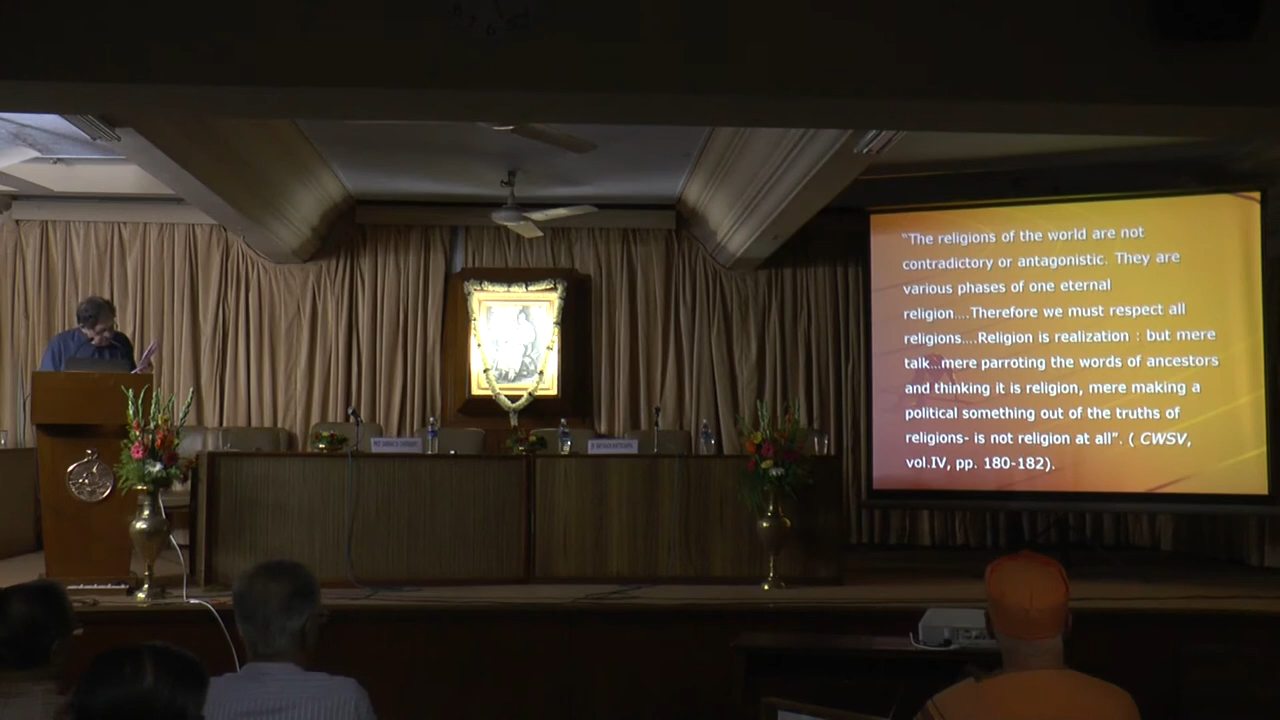 “The religions of the world are not
contradictory or antagonistic. They are
various phases of one eternal
religion....Therefore we must respect all
religions....Religion is realization : but mere
talk...mere parroting the words of ancestors
and thinking it is religion, mere making a
political something out of the truths of
religions- is not religion at all”. ( CWSV,
vol.IV, pp. 180-182).